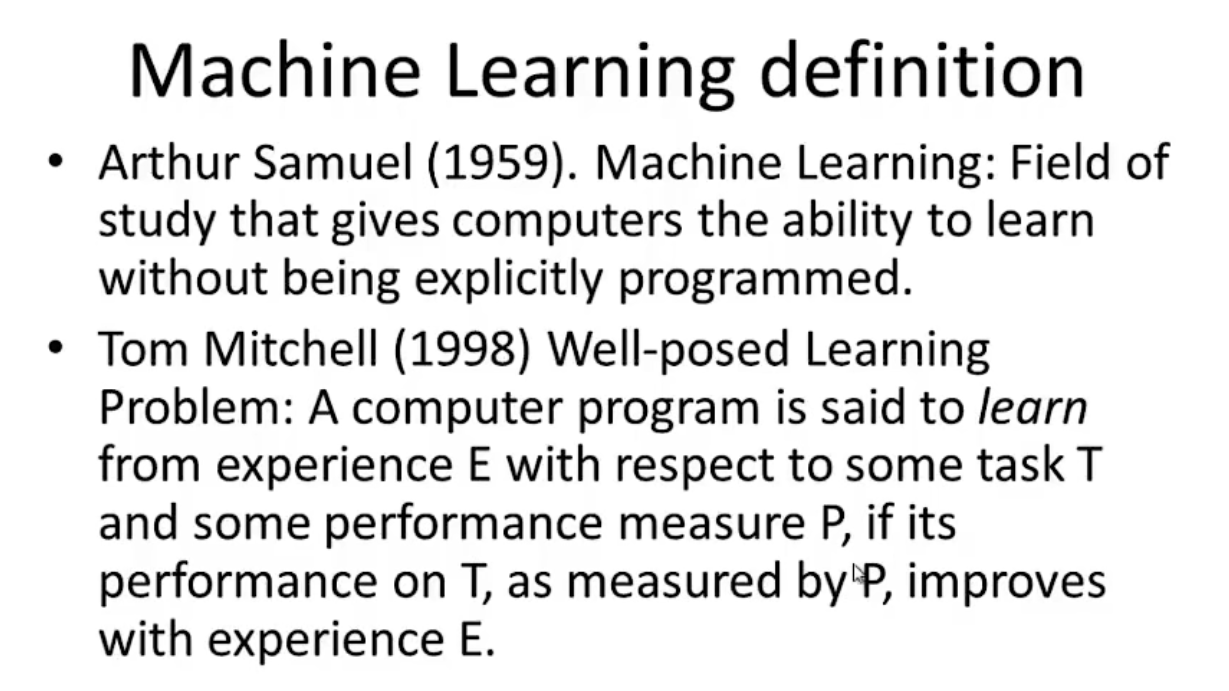 Machine Learning definition
• Arthur Samuel (1959). Machine Learning: Field of
study that gives computers the ability to learn
without being explicitly programmed.
• Tom Mitchell (1998) Well-posed Learning
Problem: A computer program is said to learn
from experience E with respect to some task T
and some performance measure P, if its
performance on T, as measured by P, improves
with experience E.